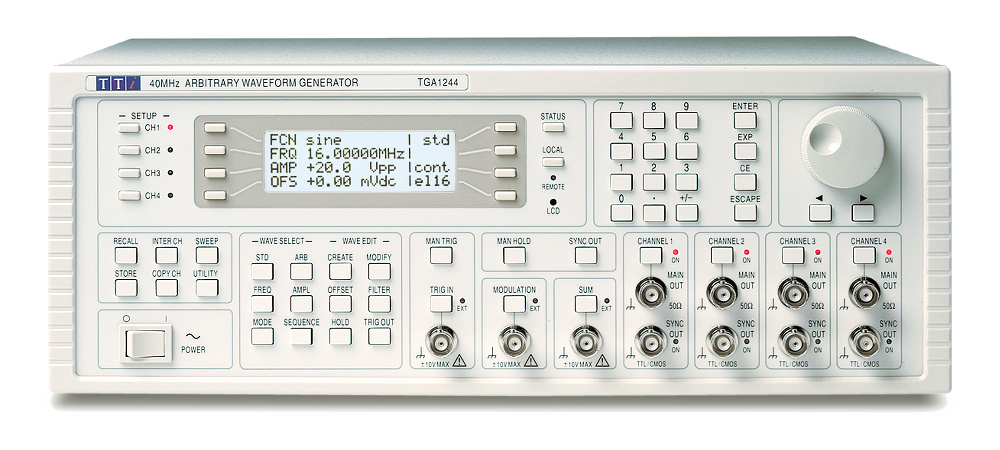 TTi 40MHz ARBITRARY WAVEFORM GENERATOR TGA1244
SETUP
CH1
CH2
CH3
CH4
FCN sine | std
FRQ 16.00000MHz|
AMP +20.0 Vpp |cont
OFS +0.00 mVdc |el16
STATUS
LOCAL
REMOTE
LCD
7 8 9 ENTER
4 5 6 EXP
1 2 3 CE
0 . +/- ESCAPE
◄ ►
RECALL INTER CH SWEEP
STORE COPY CH UTILITY
WAVE SELECT WAVE EDIT
STD ARB CREATE MODIFY
FREQ AMPL OFFSET FILTER
MODE SEQUENCE HOLD TRIG OUT
POWER
MAN TRIG
TRIG IN
EXT
±10V MAX
MAN HOLD SYNC OUT
MODULATION
EXT
±10V MAX
SUM
EXT
±10V MAX
CHANNEL 1
ON
MAIN OUT
50Ω
SYNC OUT
ON
TTL/CMOS
CHANNEL 2
ON
MAIN OUT
50Ω
SYNC OUT
ON
TTL/CMOS
CHANNEL 3
ON
MAIN OUT
50Ω
SYNC OUT
ON
TTL/CMOS
CHANNEL 4
ON
MAIN OUT
50Ω
SYNC OUT
ON
TTL/CMOS